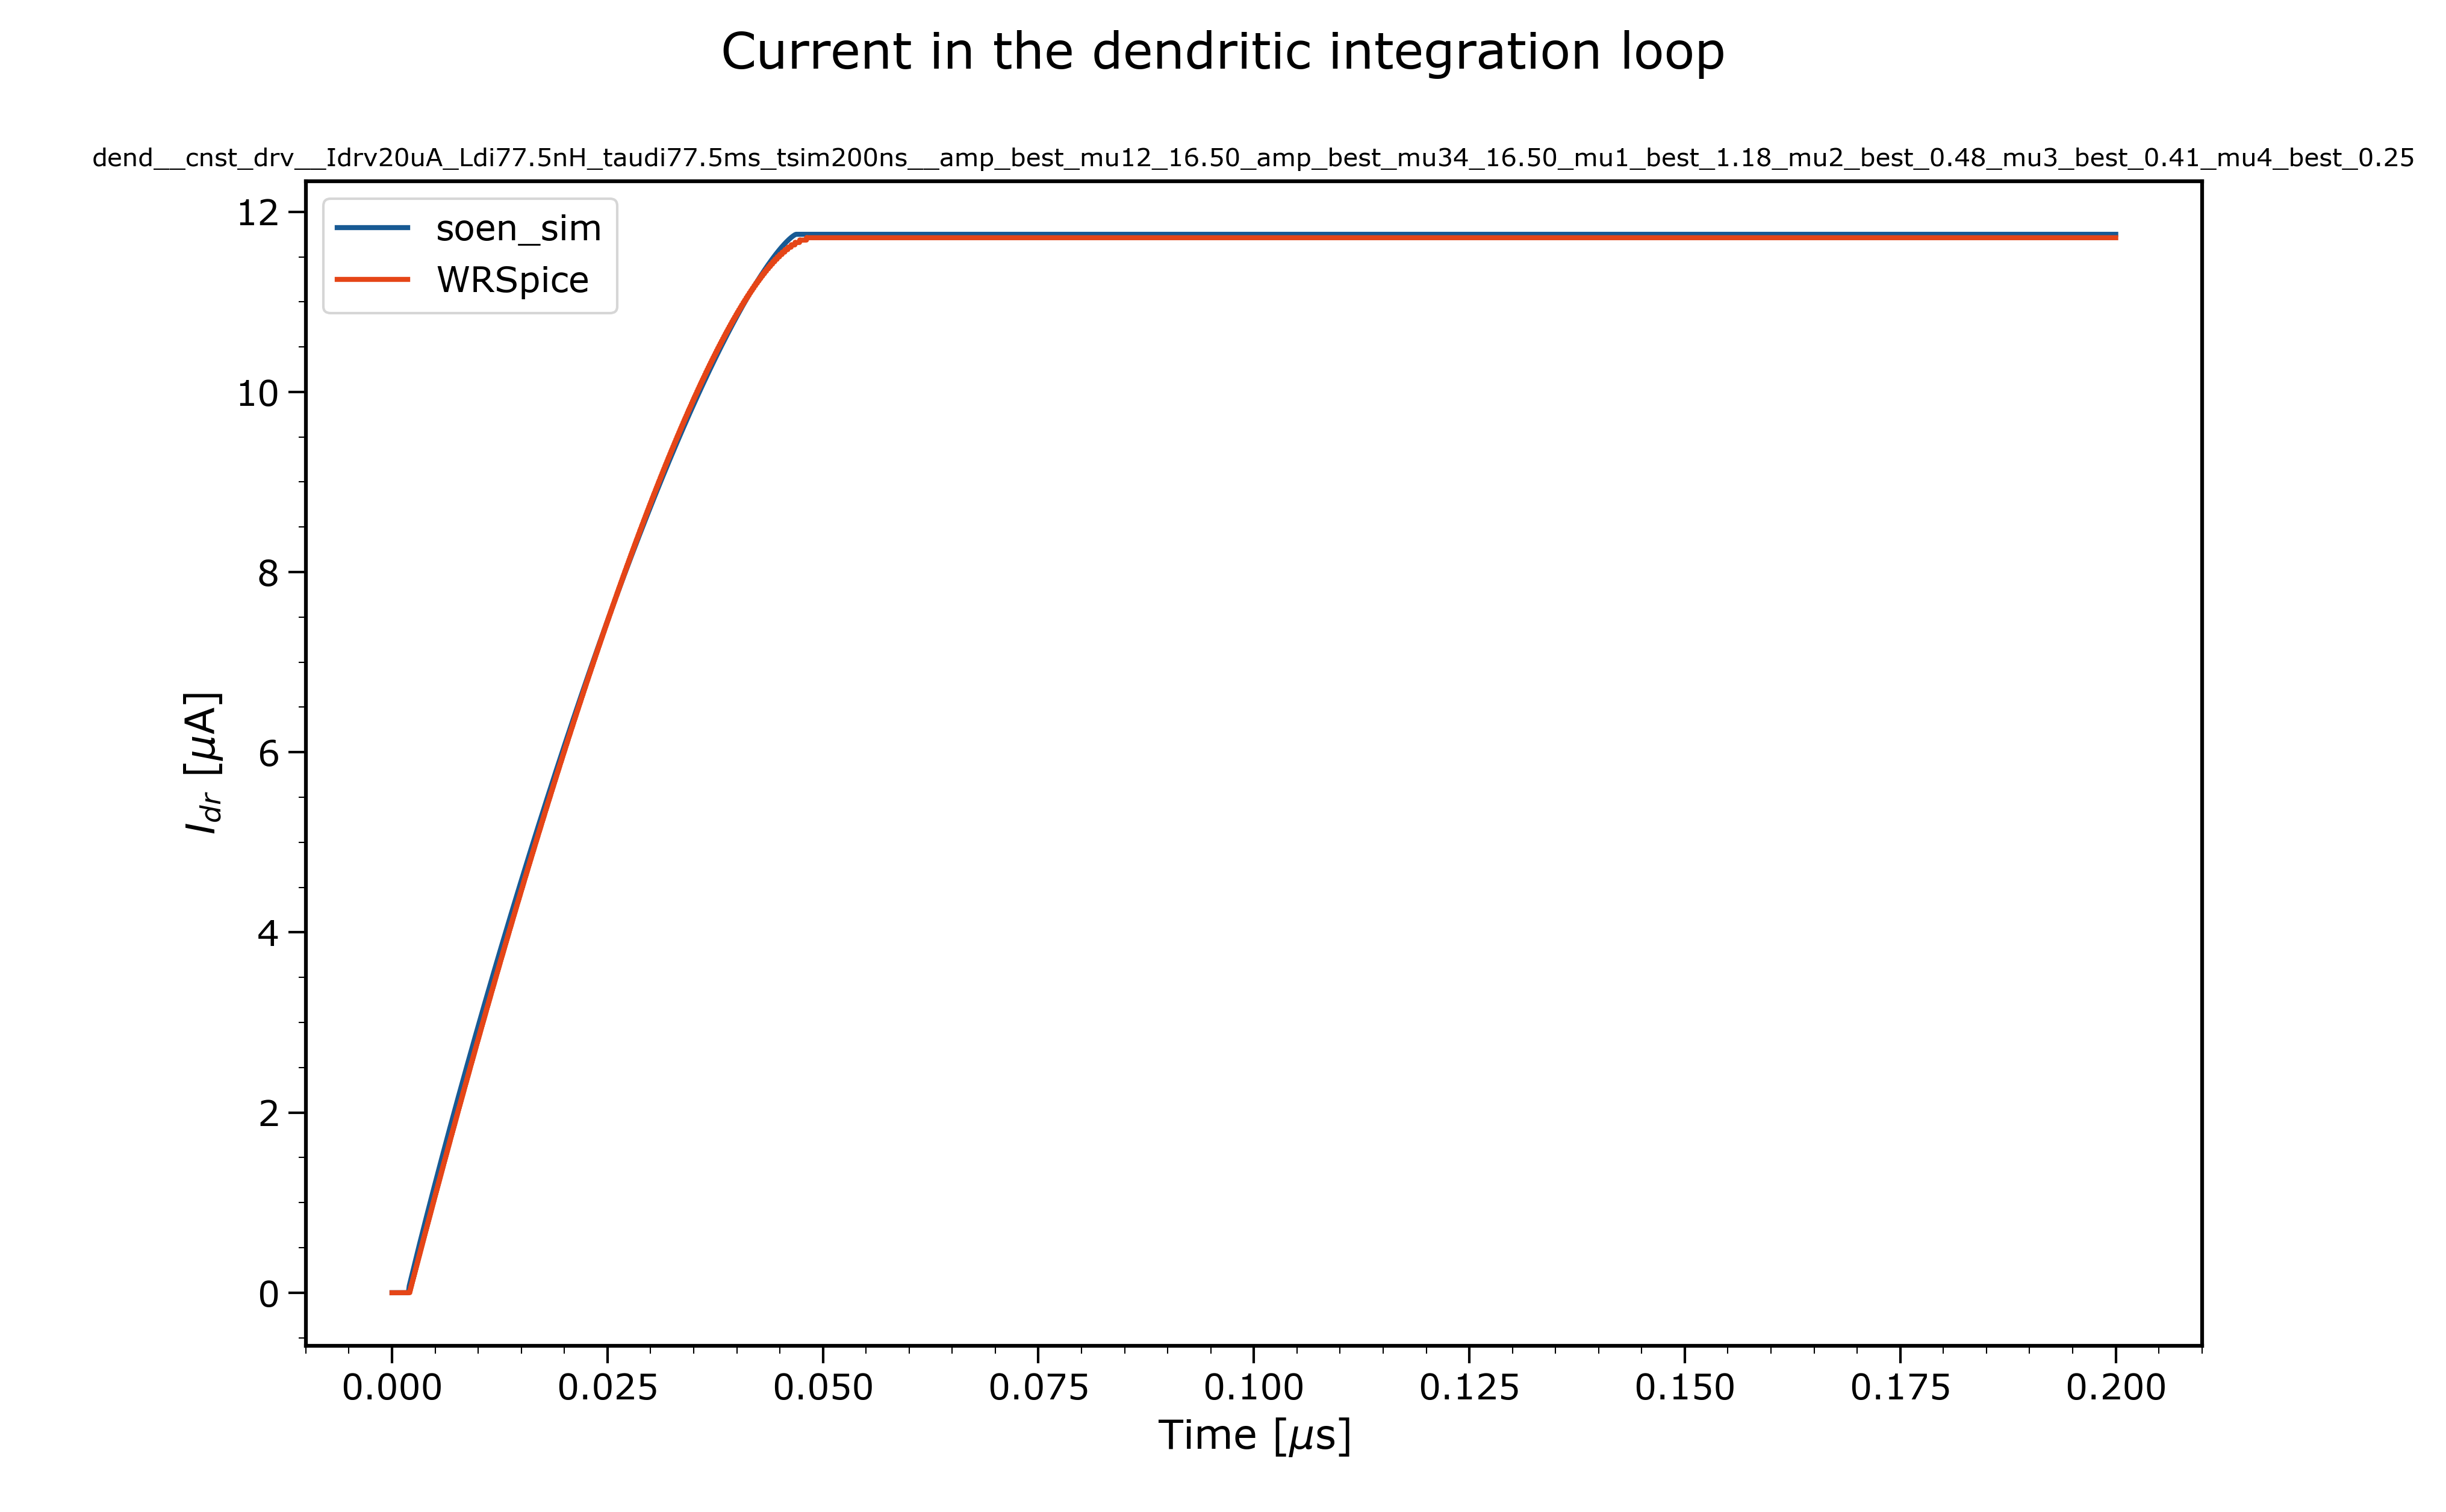 Current in the dendritic integration loop
dend__cnst_drv__Idrv20uA_Ldi77.5nH_taudi77.5ms_tsim200ns__amp_best_mu12_16.50_amp_best_mu34_16.50_mu1_best_1.18_mu2_best_0.48_mu3_best_0.41_mu4_best_0.25
soen_sim
WRSpice
12
10
8
6
4
2
0
I_dr [μA]
0.000 0.025 0.050 0.075 0.100 0.125 0.150 0.175 0.200
Time [μs]